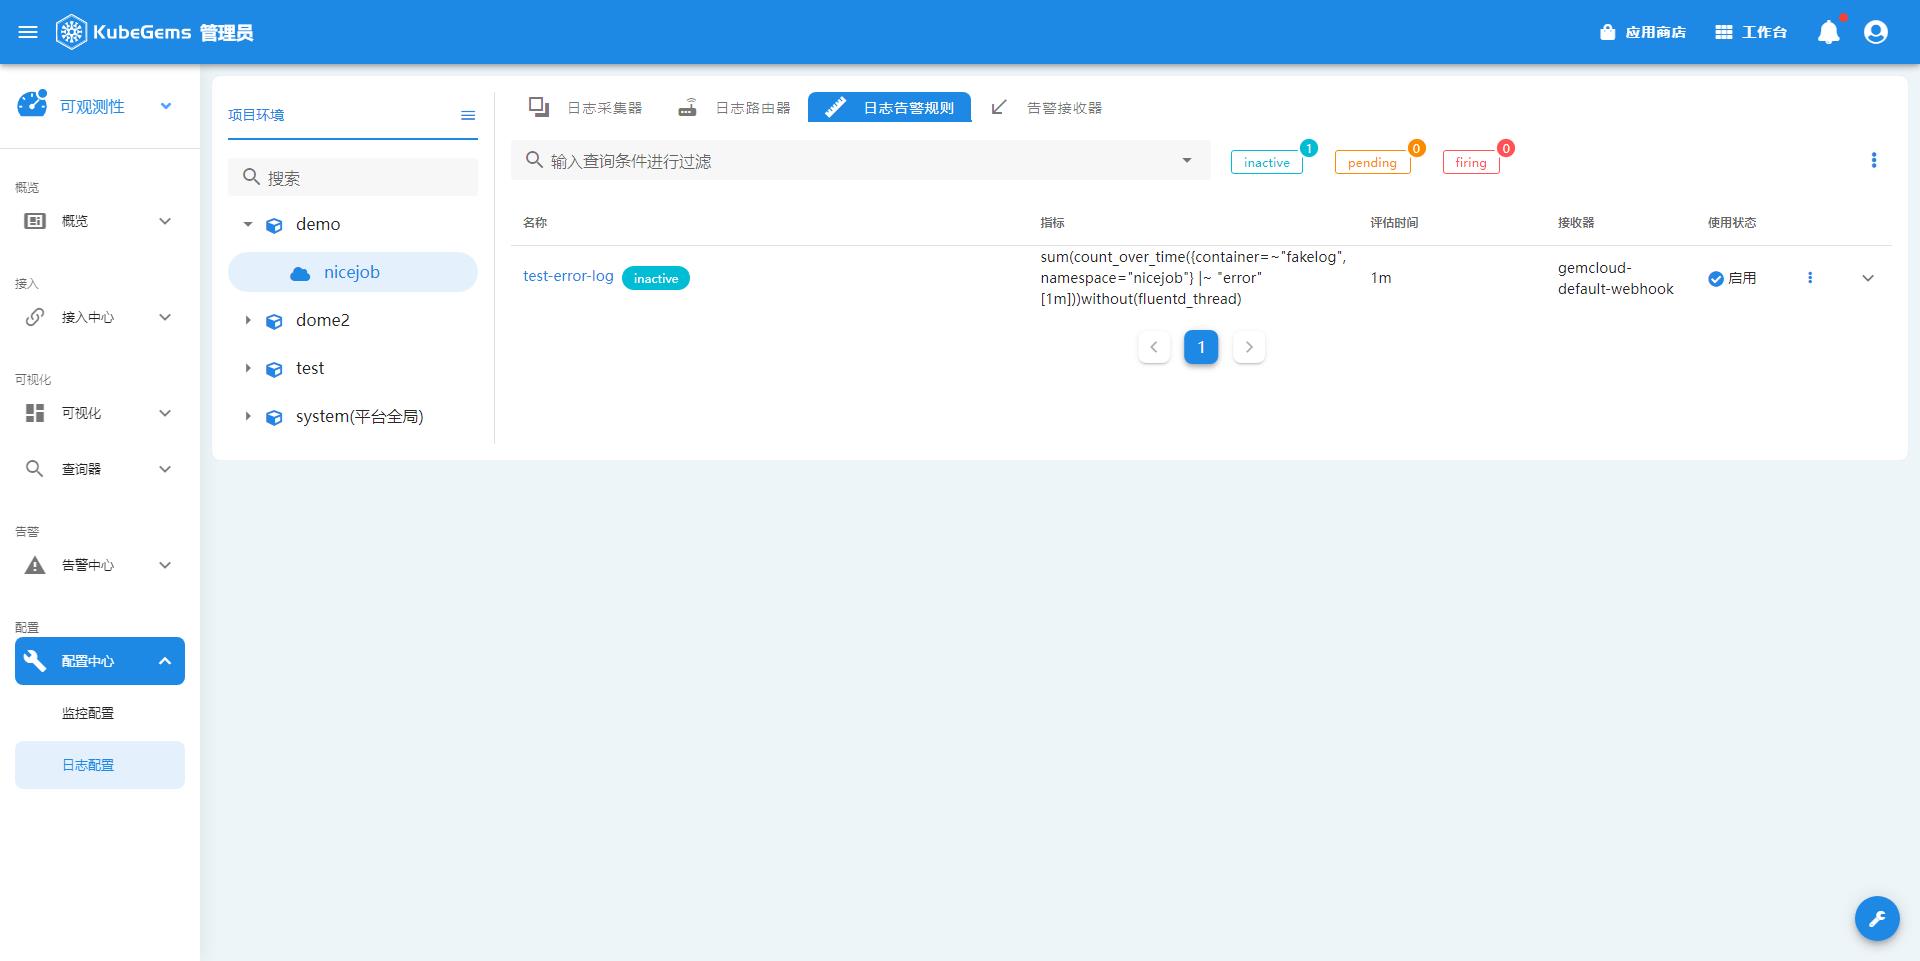 KubeGems 管理员
应用商店
工作台
可观测性
概览
概览
接入
接入中心
可视化
可视化
查询器
告警
告警中心
配置
配置中心
监控配置
日志配置
项目环境
搜索
demo
nicejob
dome2
test
system(平台全局)
日志采集器
日志路由器
日志告警规则
告警接收器
输入查询条件进行过滤
inactive 1
pending 0
firing 0
名称 指标 评估时间 接收器 使用状态
test-error-log inactive
sum(count_over_time({container=~"fakelog",
namespace="nicejob"} |~ "error"
[1m]))without(fluentd_thread)
1m
gemcloud-
default-webhook
启用
1